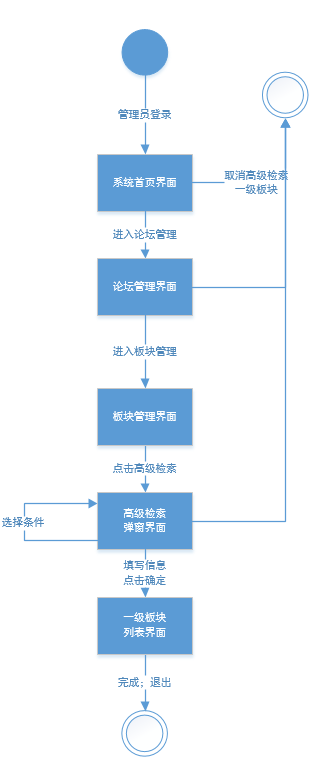 管理员登录
系统首页界面
取消高级检索
一级板块
进入论坛管理
论坛管理界面
进入板块管理
板块管理界面
点击高级检索
高级检索
弹窗界面
选择条件
填写信息
点击确定
一级板块
列表界面
完成；退出